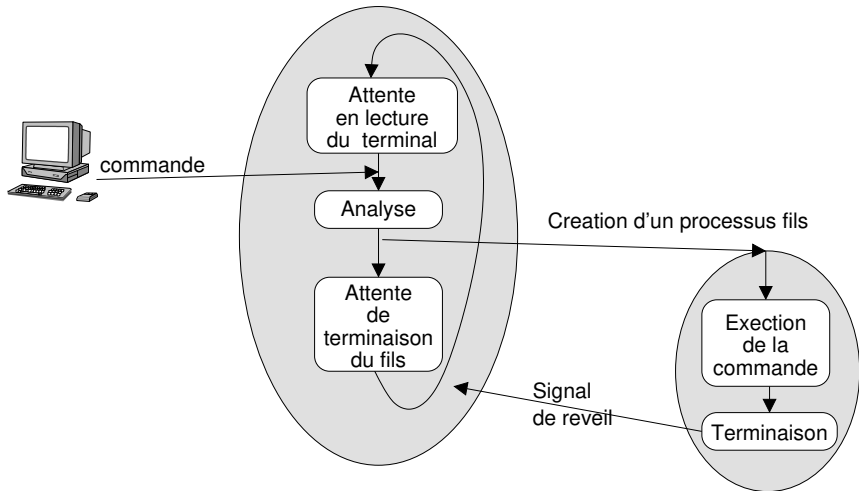 Attente
en lecture
du terminal
commande
Analyse
Creation d'un processus fils
Attente
de
terminaison
du fils
Exection
de la
commande
Signal
de reveil
Terminaison